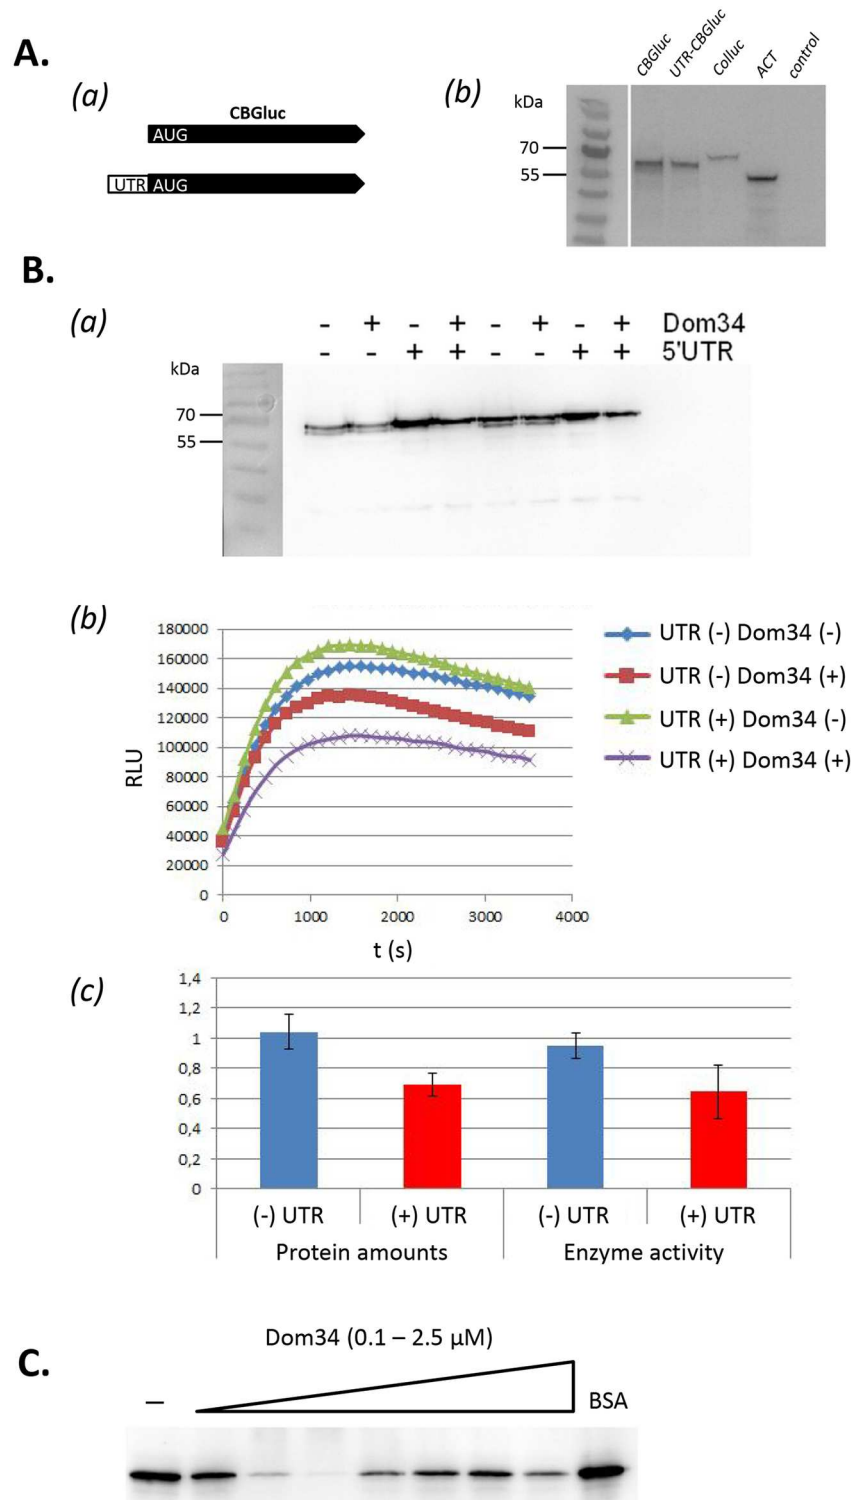 A.
(a)
CBGluc
AUG
UTR AUG
(b)
kDa
CBGluc UTR-CBGluc Colluc ACT control
70
55
B.
(a)
- + - + - + - + Dom34
- - + + - - + + 5'UTR
kDa
70
55
(b)
180000
160000
140000
120000
100000
80000
60000
40000
20000
0
RLU
0 1000 2000 3000 4000
t (s)
UTR (-) Dom34 (-)
UTR (-) Dom34 (+)
UTR (+) Dom34 (-)
UTR (+) Dom34 (+)
(c)
1,4
1,2
1
0,8
0,6
0,4
0,2
0
(-) UTR (+) UTR (-) UTR (+) UTR
Protein amounts Enzyme activity
C.
Dom34 (0.1 – 2.5 µM)
– BSA